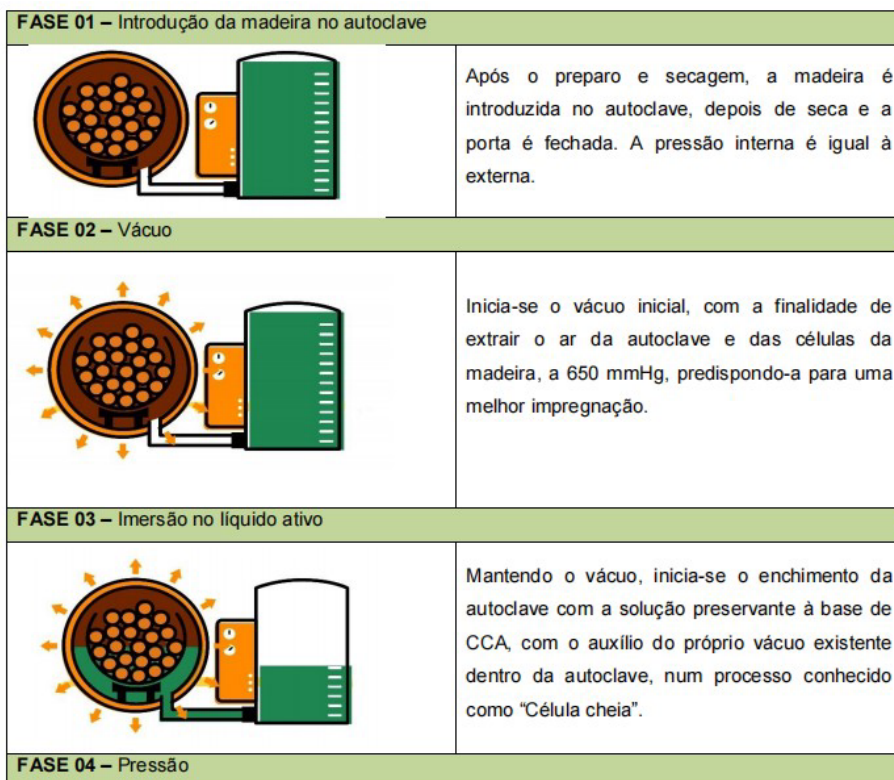 FASE 01 – Introdução da madeira no autoclave
Após o preparo e secagem, a madeira é
introduzida no autoclave, depois de seca e a
porta é fechada. A pressão interna é igual à
externa.
FASE 02 – Vácuo
Inicia-se o vácuo inicial, com a finalidade de
extrair o ar da autoclave e das células da
madeira, a 650 mmHg, predispondo-a para uma
melhor impregnação.
FASE 03 – Imersão no líquido ativo
Mantendo o vácuo, inicia-se o enchimento da
autoclave com a solução preservante à base de
CCA, com o auxílio do próprio vácuo existente
dentro da autoclave, num processo conhecido
como “Célula cheia”.
FASE 04 – Pressão